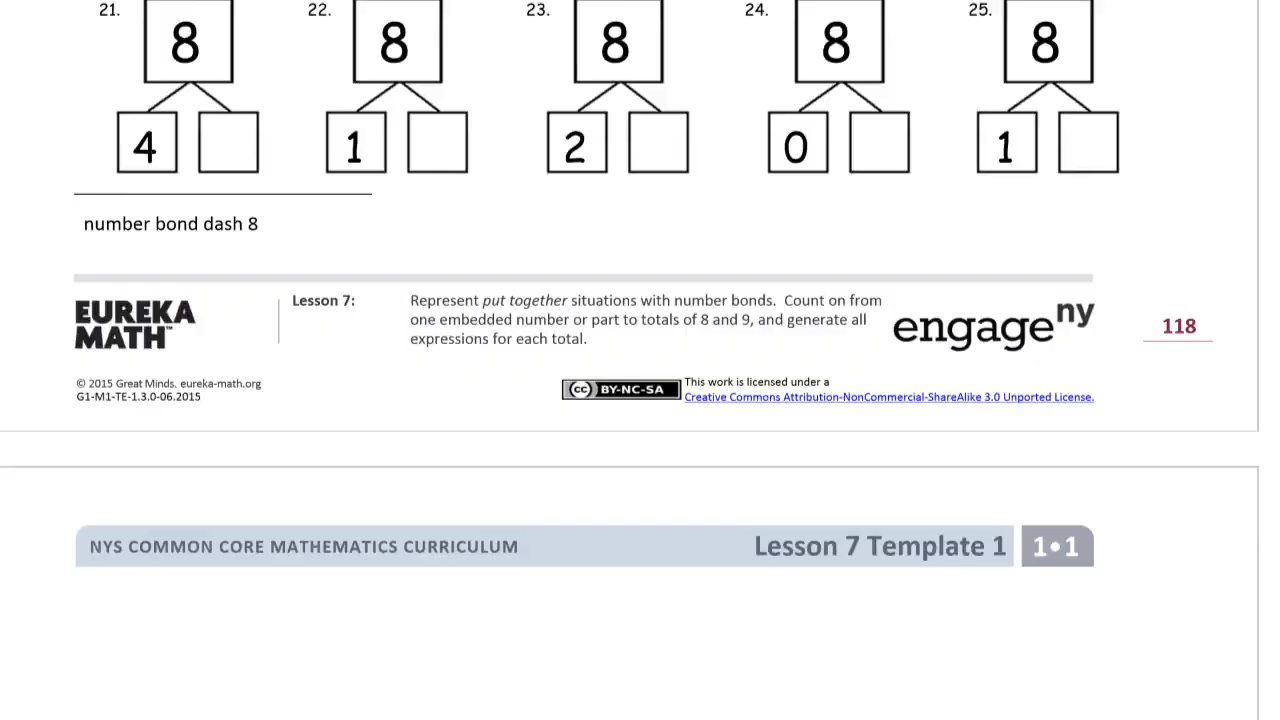 21. 22. 23. 24. 25.
8 8 8 8 8
4 1 2 0 1
number bond dash 8
EUREKA
MATH™
Lesson 7:
Represent put together situations with number bonds. Count on from
one embedded number or part to totals of 8 and 9, and generate all
expressions for each total.
engageny
118
© 2015 Great Minds. eureka-math.org
G1-M1-TE-1.3.0-06.2015
cc BY-NC-SA
This work is licensed under a
Creative Commons Attribution-NonCommercial-ShareAlike 3.0 Unported License.
NYS COMMON CORE MATHEMATICS CURRICULUM Lesson 7 Template 1 1•1